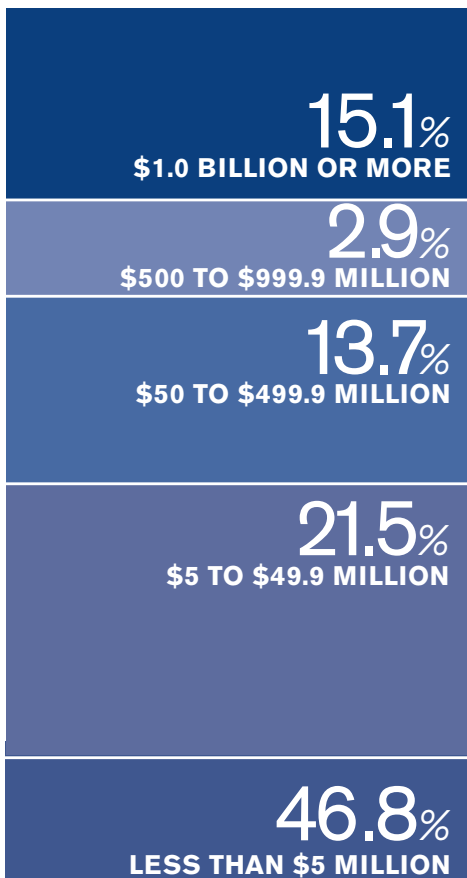 15.1%
$1.0 BILLION OR MORE
2.9%
$500 TO $999.9 MILLION
13.7%
$50 TO $499.9 MILLION
21.5%
$5 TO $49.9 MILLION
46.8%
LESS THAN $5 MILLION